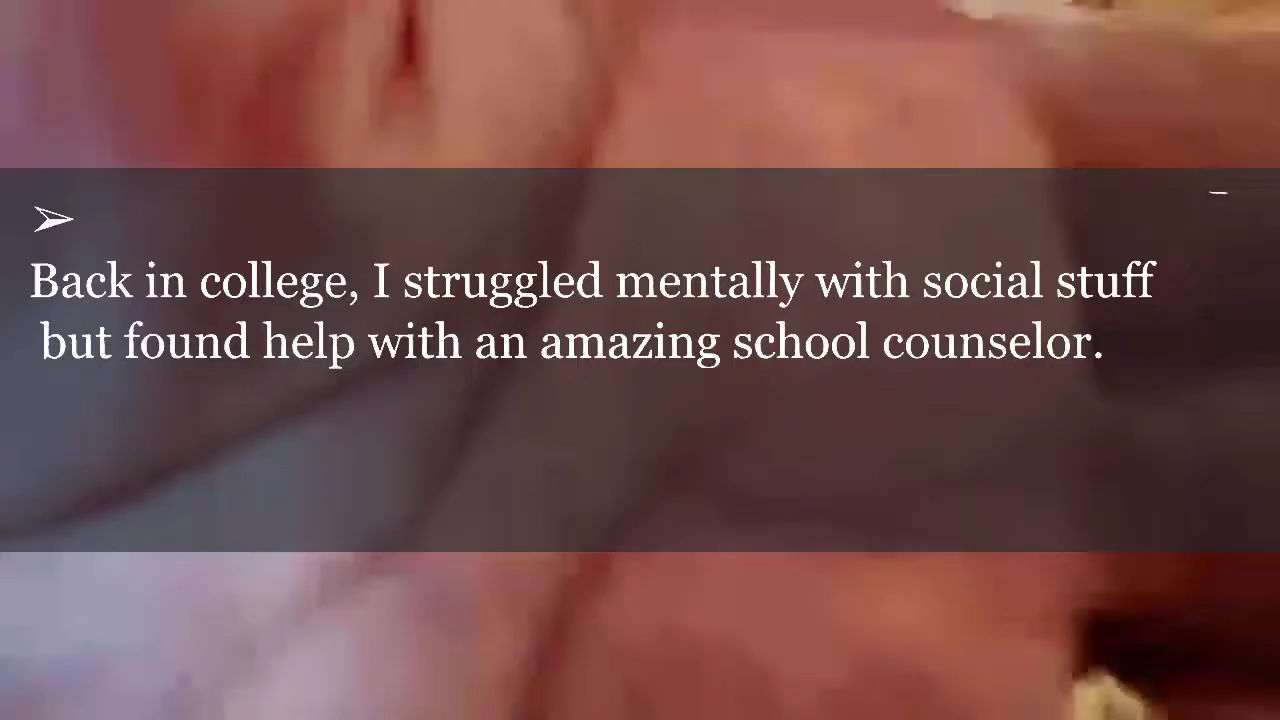 ➢
Back in college, I struggled mentally with social stuff
but found help with an amazing school counselor.